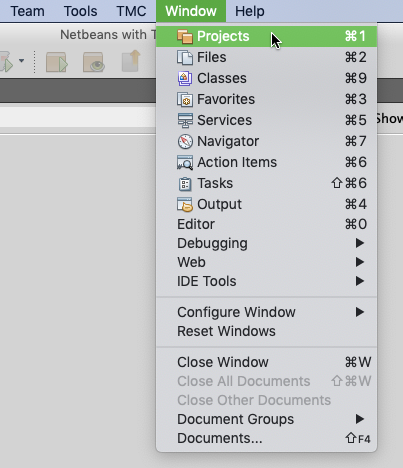 Team Tools TMC Window Help
Netbeans with T
Projects ⌘1
Files ⌘2
Classes ⌘9
Favorites ⌘3
Show
Services ⌘5
Navigator ⌘7
Action Items ⌘6
Tasks ⇧⌘6
Output ⌘4
Editor ⌘0
Debugging
Web
IDE Tools
Configure Window
Reset Windows
Close Window ⌘W
Close All Documents ⇧⌘W
Close Other Documents
Document Groups
Documents... ⇧F4